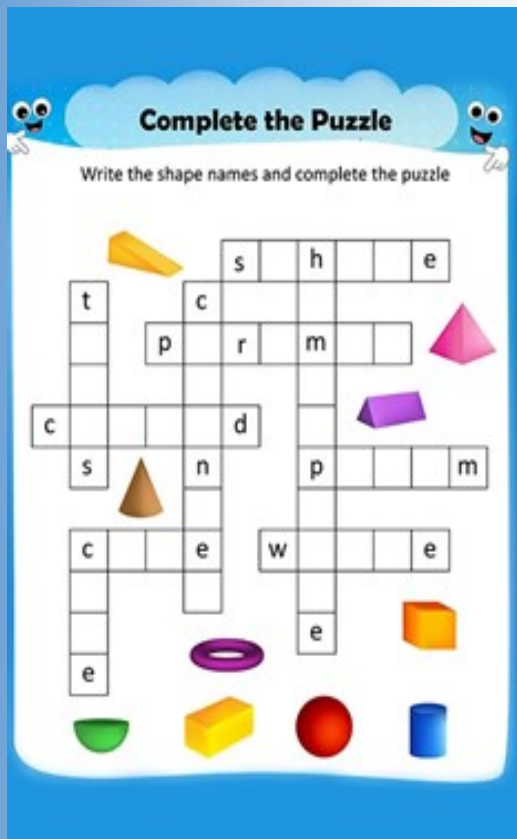 Complete the Puzzle
Write the shape names and complete the puzzle
s h e
t c
p r m
c d
s n p m
c e w e
e
e